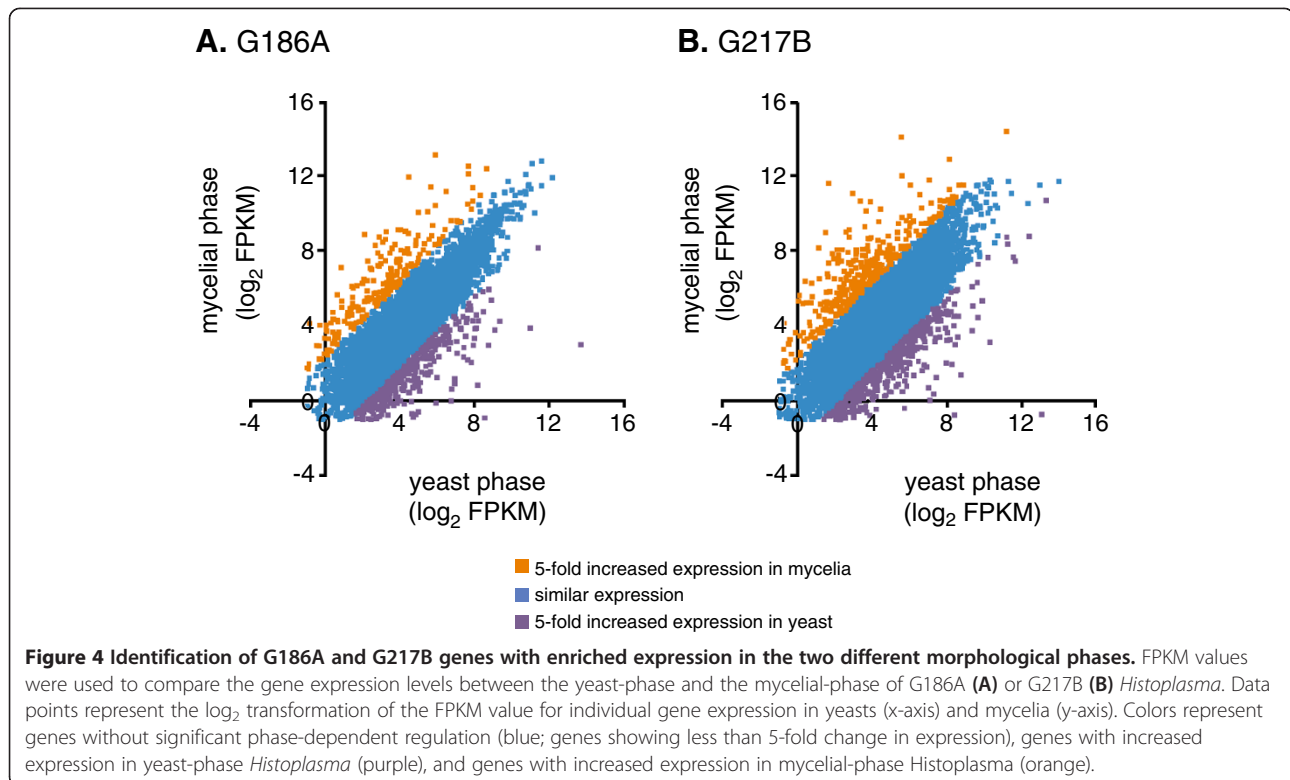 A. G186A
B. G217B
16
12
8
4
0
-4
-4
0
4
8
12
16
mycelial phase
(log2 FPKM)
yeast phase
(log2 FPKM)
16
12
8
4
0
-4
-4
0
4
8
12
16
mycelial phase
(log2 FPKM)
yeast phase
(log2 FPKM)
5-fold increased expression in mycelia
similar expression
5-fold increased expression in yeast
Figure 4 Identification of G186A and G217B genes with enriched expression in the two different morphological phases. FPKM values
were used to compare the gene expression levels between the yeast-phase and the mycelial-phase of G186A (A) or G217B (B) Histoplasma. Data
points represent the log2 transformation of the FPKM value for individual gene expression in yeasts (x-axis) and mycelia (y-axis). Colors represent
genes without significant phase-dependent regulation (blue; genes showing less than 5-fold change in expression), genes with increased
expression in yeast-phase Histoplasma (purple), and genes with increased expression in mycelial-phase Histoplasma (orange).